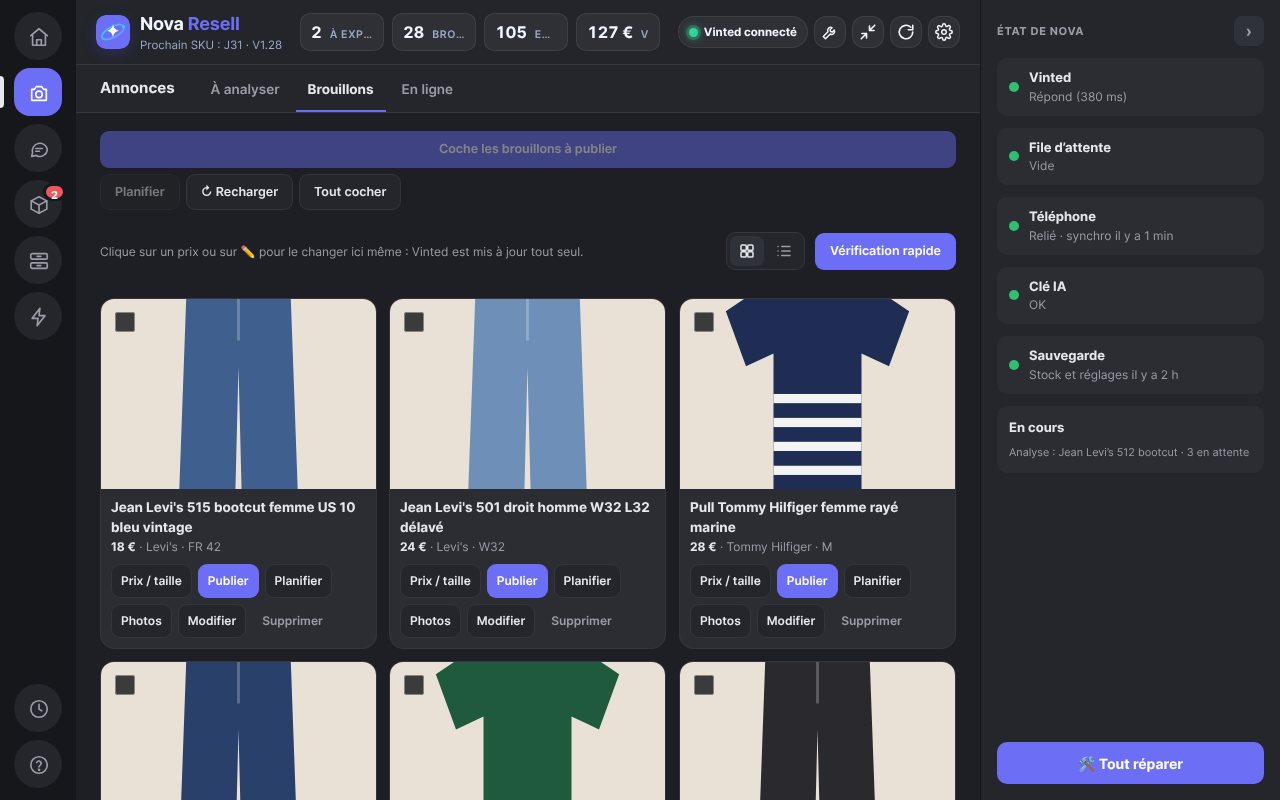 Nova Resell
Prochain SKU : J31 · V1.28
2 À EXP…
28 BRO…
105 E…
127 € V
Vinted connecté
Annonces
À analyser
Brouillons
En ligne
Coche les brouillons à publier
Planifier
↻ Recharger
Tout cocher
Clique sur un prix ou sur ✏️ pour le changer ici même : Vinted est mis à jour tout seul.
Vérification rapide
Jean Levi's 515 bootcut femme US 10
bleu vintage
18 € · Levi's · FR 42
Prix / taille
Publier
Planifier
Photos
Modifier
Supprimer
Jean Levi's 501 droit homme W32 L32
délavé
24 € · Levi's · W32
Prix / taille
Publier
Planifier
Photos
Modifier
Supprimer
Pull Tommy Hilfiger femme rayé
marine
28 € · Tommy Hilfiger · M
Prix / taille
Publier
Planifier
Photos
Modifier
Supprimer
2
ÉTAT DE NOVA
›
Vinted
Répond (380 ms)
File d’attente
Vide
Téléphone
Relié · synchro il y a 1 min
Clé IA
OK
Sauvegarde
Stock et réglages il y a 2 h
En cours
Analyse : Jean Levi’s 512 bootcut · 3 en attente
🛠️ Tout réparer